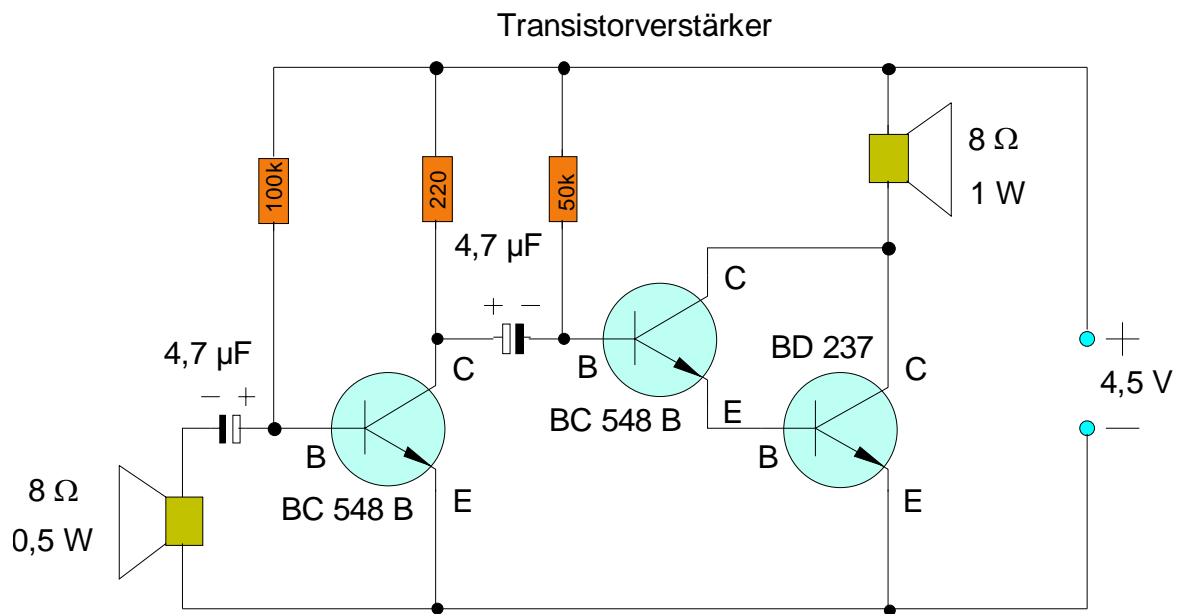 Transistorverstärker
100k
220
50k
8 Ω
1 W
4,7 µF
+ −
C
4,7 µF
− +
C
B
BC 548 B
E
BD 237
C
B
E
+
4,5 V
−
B
BC 548 B
E
8 Ω
0,5 W